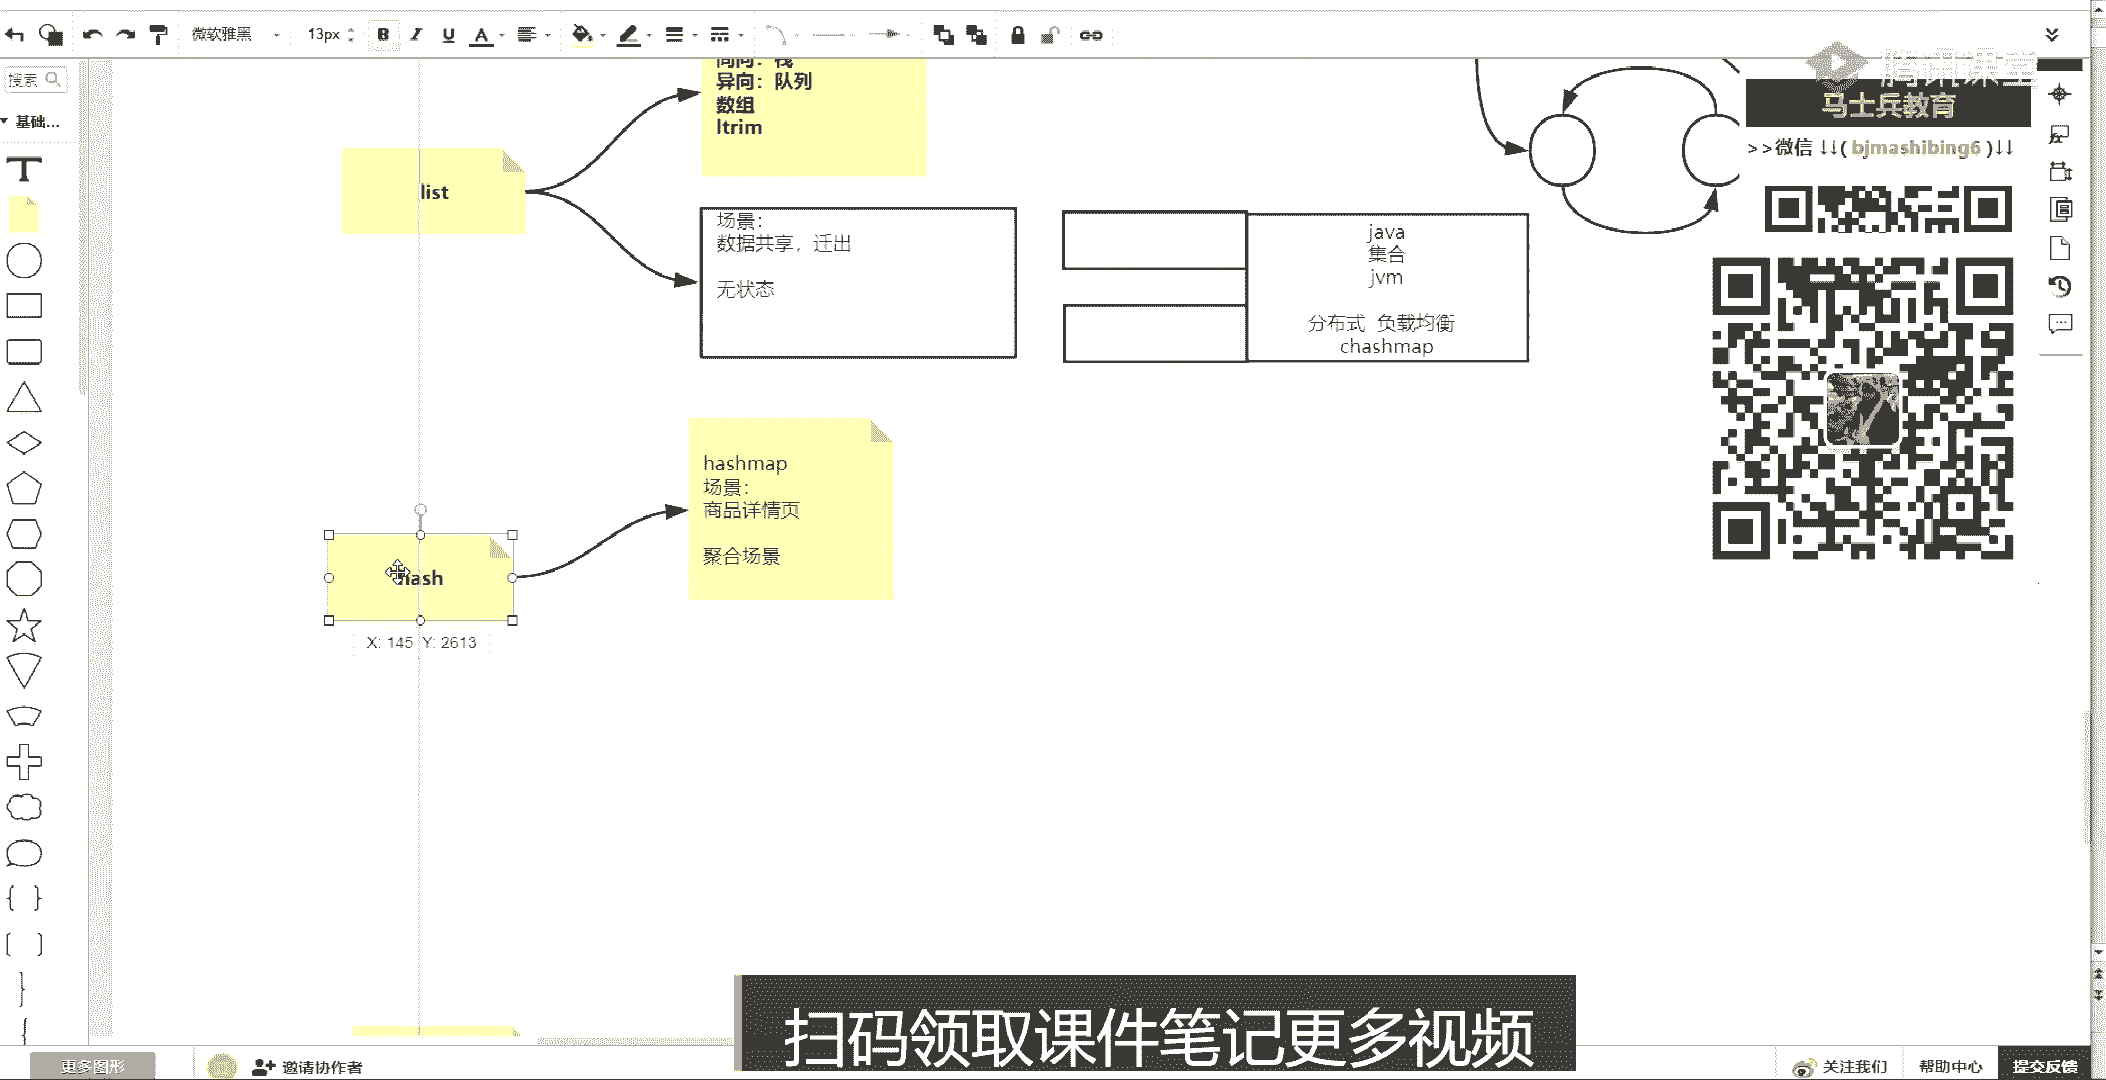 微软雅黑
13px
B
I
U
A
搜索
基础...
T
同向：栈
异向：队列
数组
ltrim
list
场景：
数据共享，迁出
无状态
java
集合
jvm
分布式 负载均衡
chashmap
腾讯课堂
马士兵教育
>>微信 ↓↓( bjmashibing6 )↓↓
hashmap
场景：
商品详情页
聚合场景
hash
X: 145 Y: 2613
扫码领取课件笔记更多视频
更多图形
邀请协作者
关注我们
帮助中心
提交反馈